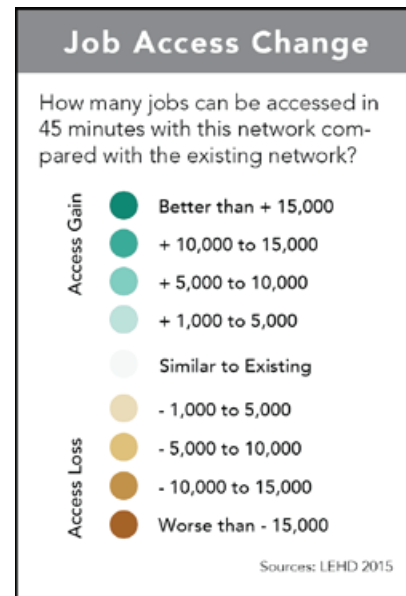 Job Access Change
How many jobs can be accessed in
45 minutes with this network com-
pared with the existing network?
Access Gain
Better than + 15,000
+ 10,000 to 15,000
+ 5,000 to 10,000
+ 1,000 to 5,000
Similar to Existing
Access Loss
- 1,000 to 5,000
- 5,000 to 10,000
- 10,000 to 15,000
Worse than - 15,000
Sources: LEHD 2015